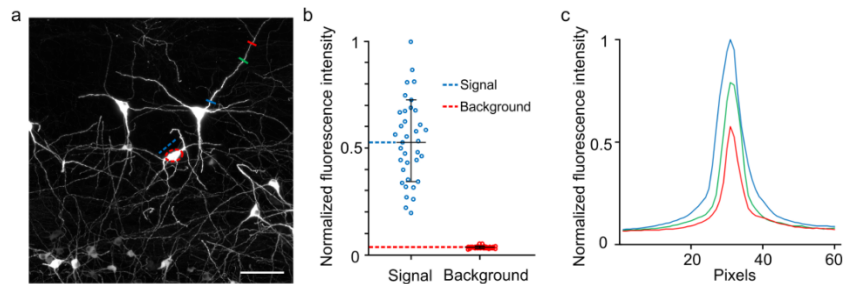 a
b
c
Normalized fluorescence intensity
1
0.5
0
Signal
Background
Signal
Background
Normalized fluorescence intensity
1
0.5
0
20
40
60
Pixels